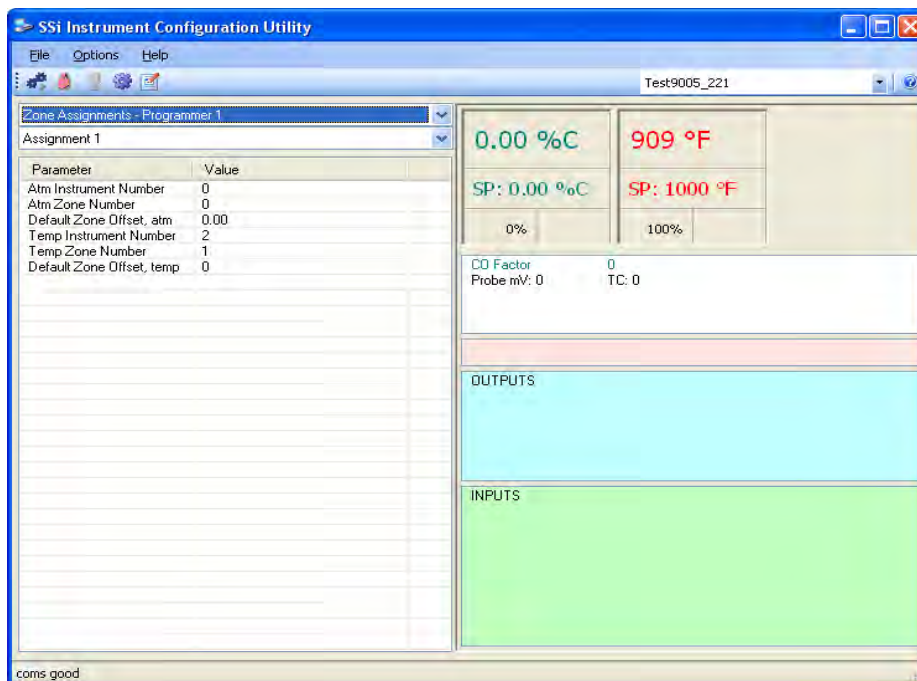 SSi Instrument Configuration Utility
File Options Help
Test9005_221
Zone Assignments - Programmer 1
Assignment 1
Parameter Value
Atm Instrument Number 0
Atm Zone Number 0
Default Zone Offset, atm 0.00
Temp Instrument Number 2
Temp Zone Number 1
Default Zone Offset, temp 0
0.00 %C 909 °F
SP: 0.00 %C SP: 1000 °F
0% 100%
CO Factor 0
Probe mV: 0 TC: 0
OUTPUTS
INPUTS
coms good